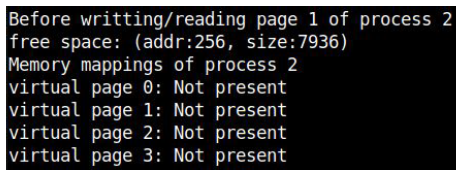 Before writting/reading page 1 of process 2
free space: (addr:256, size:7936)
Memory mappings of process 2
virtual page 0: Not present
virtual page 1: Not present
virtual page 2: Not present
virtual page 3: Not present